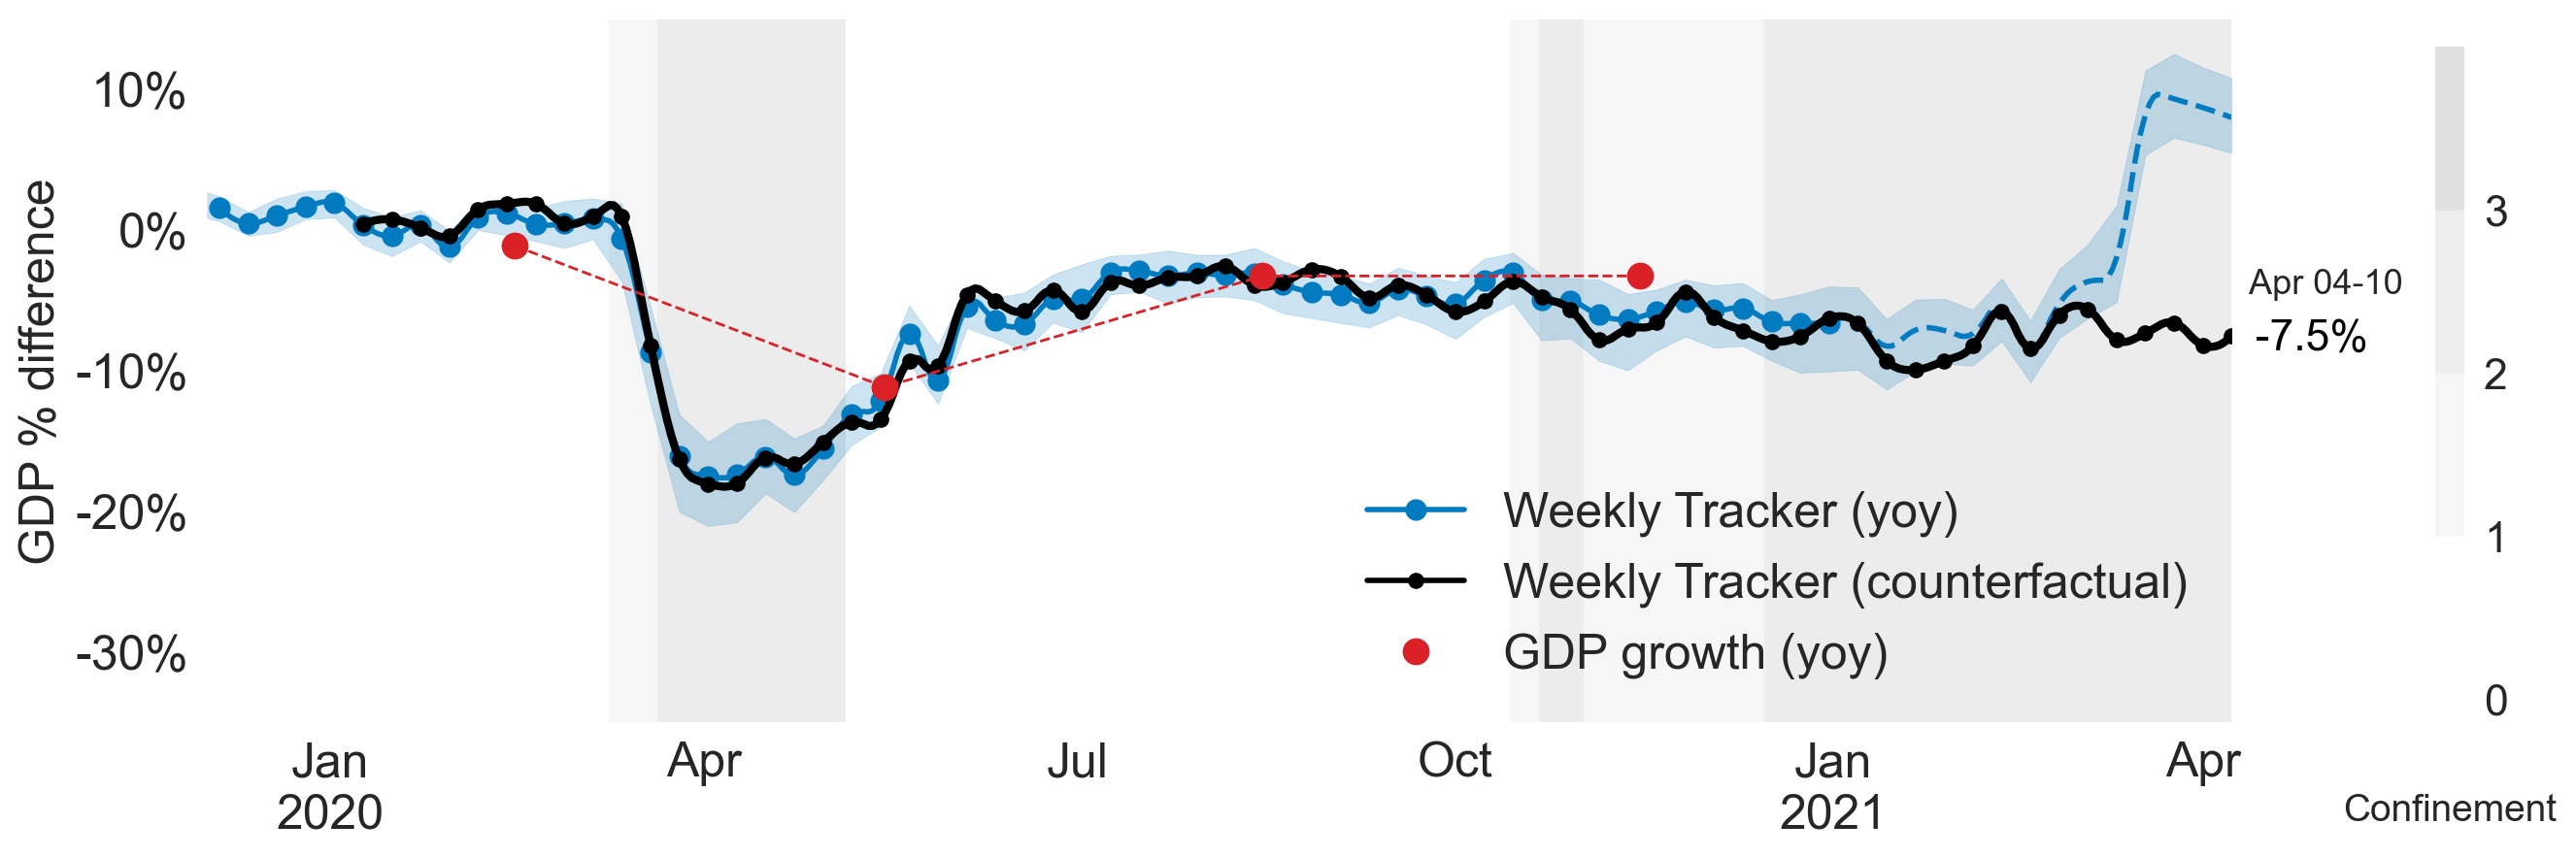 GDP % difference
10%
0%
-10%
-20%
-30%
Jan
2020
Apr
Jul
Oct
Jan
2021
Apr
Weekly Tracker (yoy)
Weekly Tracker (counterfactual)
GDP growth (yoy)
Apr 04-10
-7.5%
3
2
1
0
Confinement